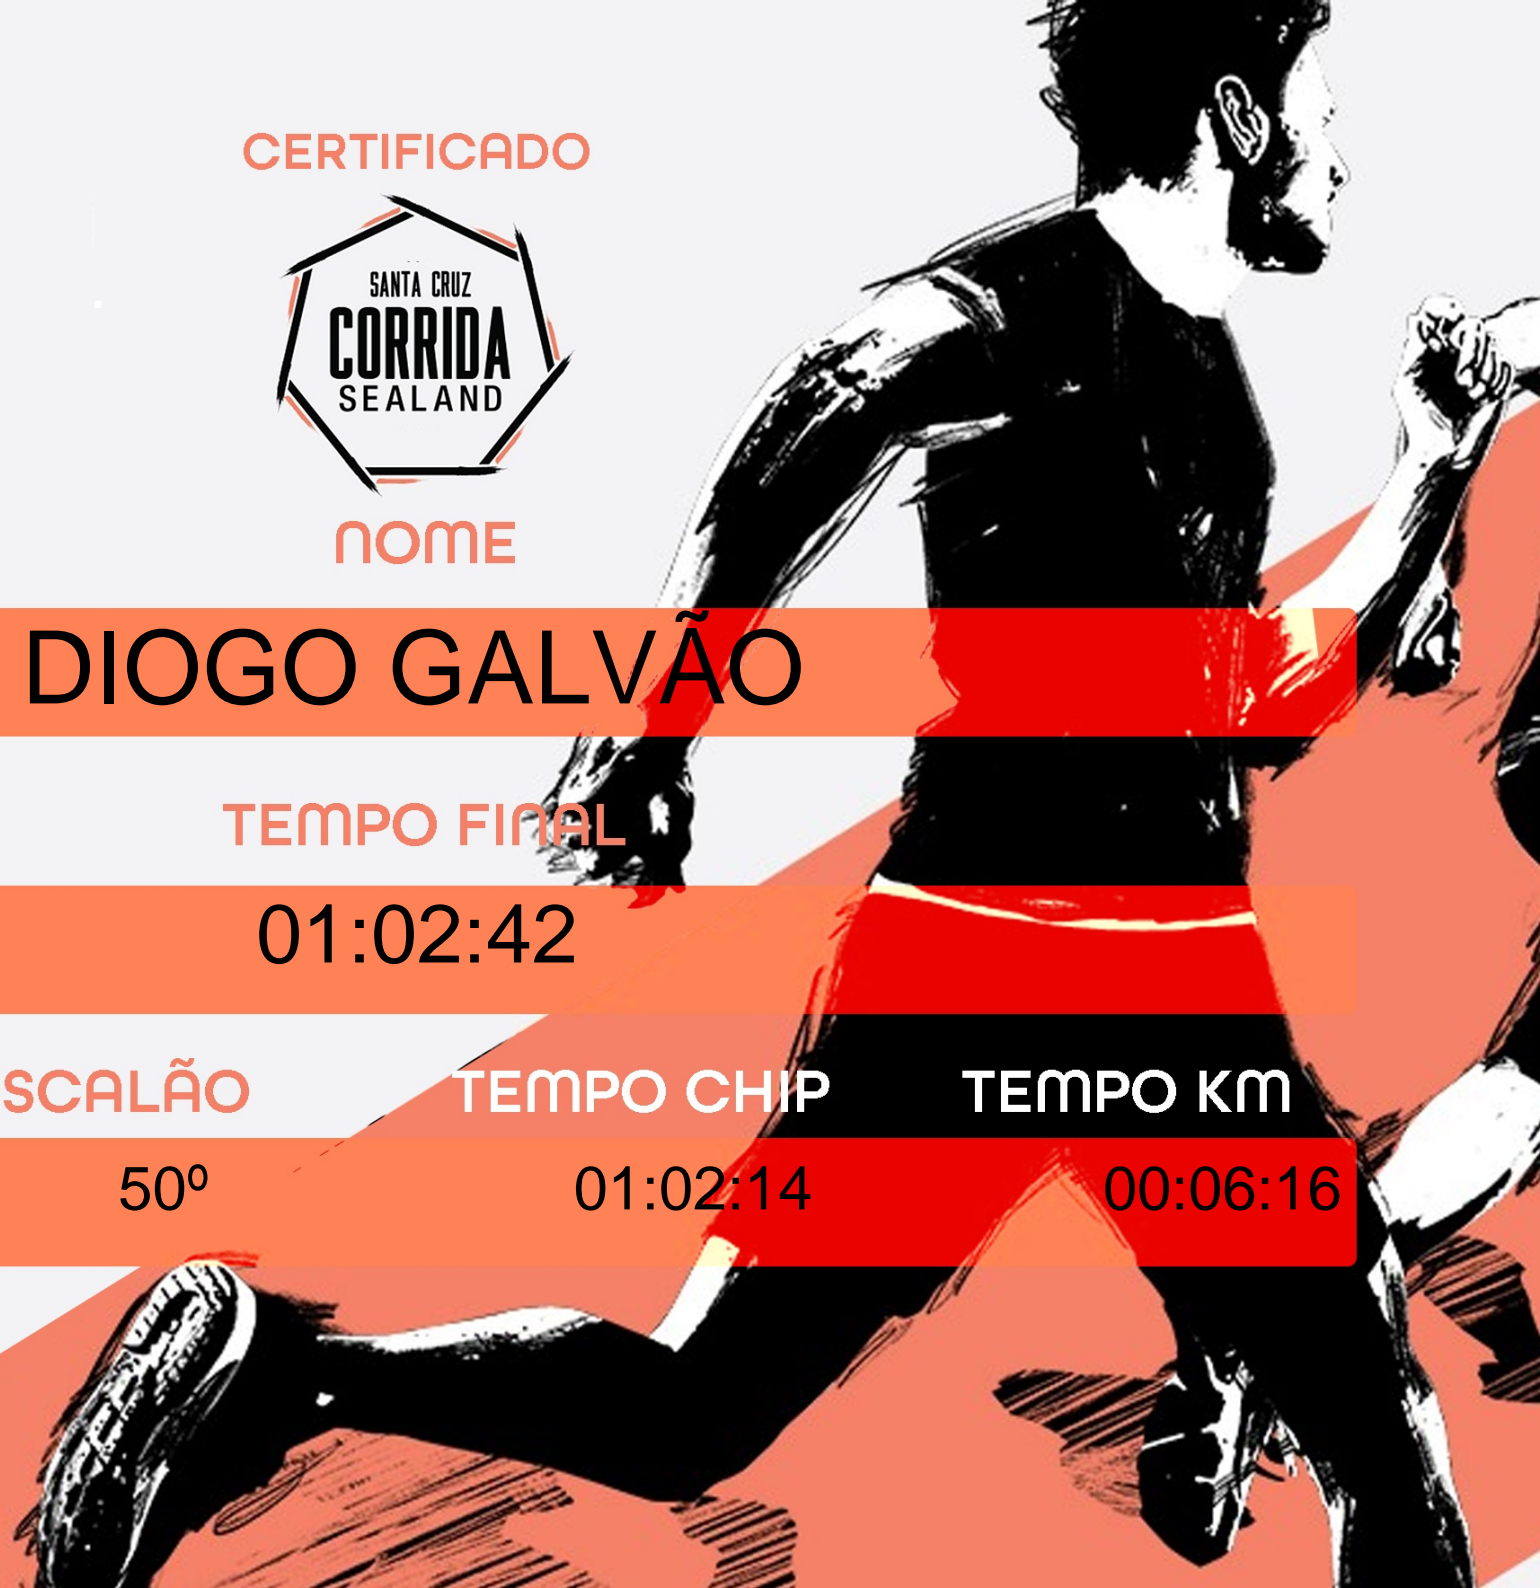 CERTIFICADO
SANTA CRUZ
CORRIDA
SEALAND
NOME
DIOGO GALVÃO
TEMPO FINAL
01:02:42
SCALÃO TEMPO CHIP TEMPO KM
50º 01:02:14 00:06:16